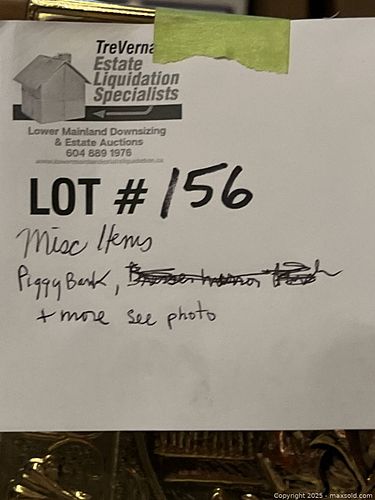 TreVerna
Estate
Liquidation
Specialists
Lower Mainland Downsizing
& Estate Auctions
604 889 1976
LOT # 156
Misc Items
Piggy Bank,
+ more see photo
Copyright 2025 - maxsold.com